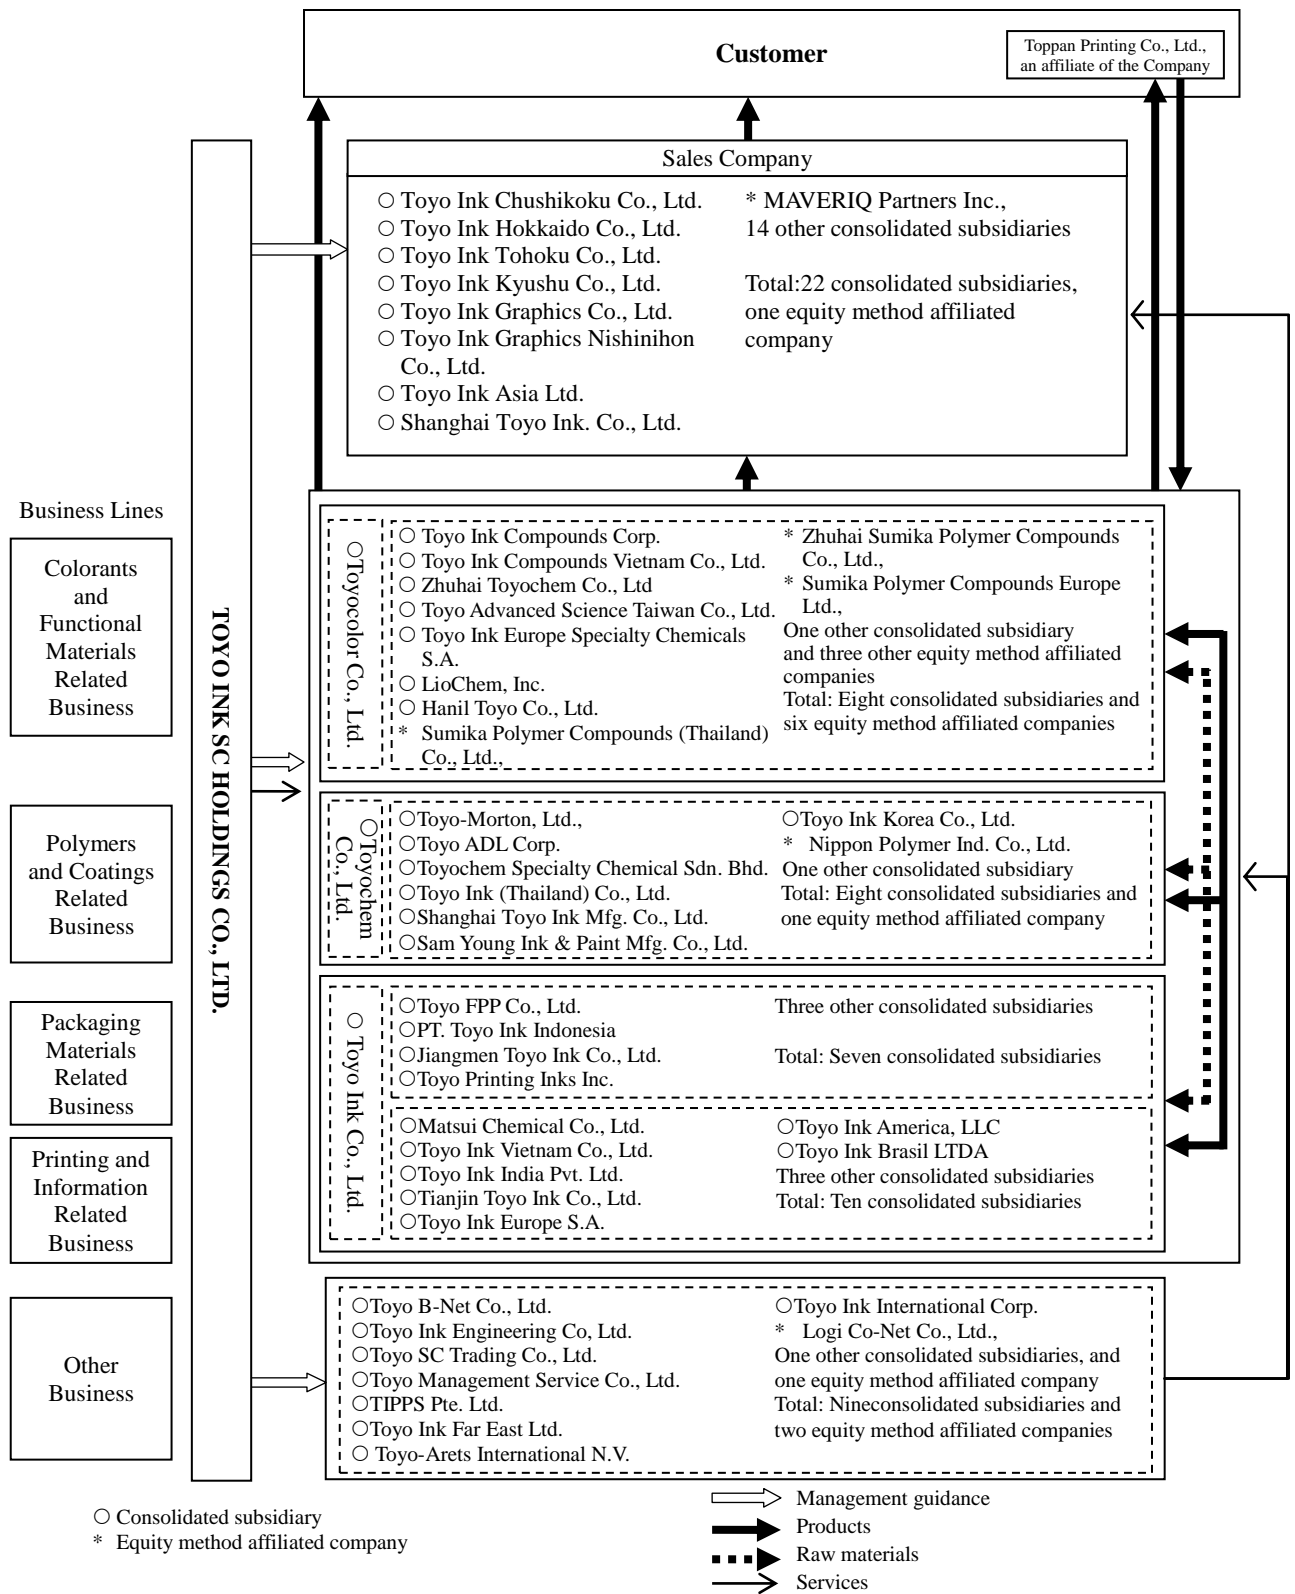 Customer
Toppan Printing Co., Ltd.,
an affiliate of the Company
Sales Company
○ Toyo Ink Chushikoku Co., Ltd.
○ Toyo Ink Hokkaido Co., Ltd.
○ Toyo Ink Tohoku Co., Ltd.
○ Toyo Ink Kyushu Co., Ltd.
○ Toyo Ink Graphics Co., Ltd.
○ Toyo Ink Graphics Nishinihon
Co., Ltd.
○ Toyo Ink Asia Ltd.
○ Shanghai Toyo Ink. Co., Ltd.
* MAVERIQ Partners Inc.,
14 other consolidated subsidiaries
Total:22 consolidated subsidiaries,
one equity method affiliated
company
TOYO INK SC HOLDINGS CO., LTD.
Business Lines
Colorants
and
Functional
Materials
Related
Business
○Toyocolor Co., Ltd.
○ Toyo Ink Compounds Corp.
○ Toyo Ink Compounds Vietnam Co., Ltd.
○ Zhuhai Toyochem Co., Ltd
○ Toyo Advanced Science Taiwan Co., Ltd.
○ Toyo Ink Europe Specialty Chemicals
S.A.
○ LioChem, Inc.
○ Hanil Toyo Co., Ltd.
* Sumika Polymer Compounds (Thailand)
Co., Ltd.,
* Zhuhai Sumika Polymer Compounds
Co., Ltd.,
* Sumika Polymer Compounds Europe
Ltd.,
One other consolidated subsidiary
and three other equity method affiliated
companies
Total: Eight consolidated subsidiaries and
six equity method affiliated companies
Polymers
and Coatings
Related
Business
○Toyochem
Co., Ltd.
○Toyo-Morton, Ltd.,
○Toyo ADL Corp.
○Toyochem Specialty Chemical Sdn. Bhd.
○Toyo Ink (Thailand) Co., Ltd.
○Shanghai Toyo Ink Mfg. Co., Ltd.
○Sam Young Ink & Paint Mfg. Co., Ltd.
○Toyo Ink Korea Co., Ltd.
* Nippon Polymer Ind. Co., Ltd.
One other consolidated subsidiary
Total: Eight consolidated subsidiaries and
one equity method affiliated company
Packaging
Materials
Related
Business
○ Toyo Ink Co., Ltd.
○Toyo FPP Co., Ltd.
○PT. Toyo Ink Indonesia
○Jiangmen Toyo Ink Co., Ltd.
○Toyo Printing Inks Inc.
Three other consolidated subsidiaries
Total: Seven consolidated subsidiaries
Printing and
Information
Related
Business
○Matsui Chemical Co., Ltd.
○Toyo Ink Vietnam Co., Ltd.
○Toyo Ink India Pvt. Ltd.
○Tianjin Toyo Ink Co., Ltd.
○Toyo Ink Europe S.A.
○Toyo Ink America, LLC
○Toyo Ink Brasil LTDA
Three other consolidated subsidiaries
Total: Ten consolidated subsidiaries
Other
Business
○Toyo B-Net Co., Ltd.
○Toyo Ink Engineering Co, Ltd.
○Toyo SC Trading Co., Ltd.
○Toyo Management Service Co., Ltd.
○TIPPS Pte. Ltd.
○Toyo Ink Far East Ltd.
○ Toyo-Arets International N.V.
○Toyo Ink International Corp.
* Logi Co-Net Co., Ltd.,
One other consolidated subsidiaries, and
one equity method affiliated company
Total: Nineconsolidated subsidiaries and
two equity method affiliated companies
○ Consolidated subsidiary
* Equity method affiliated company
Management guidance
Products
Raw materials
Services